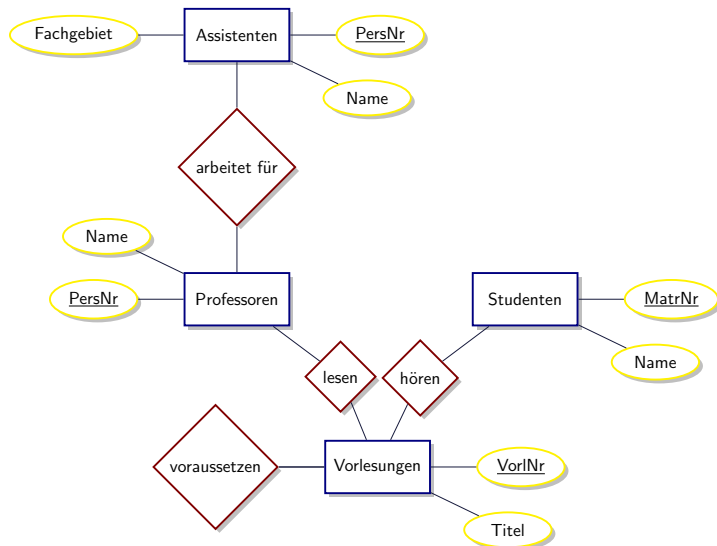 Fachgebiet
Assistenten
PersNr
Name
arbeitet für
Name
PersNr
Professoren
Studenten
MatrNr
Name
lesen
hören
voraussetzen
Vorlesungen
VorlNr
Titel